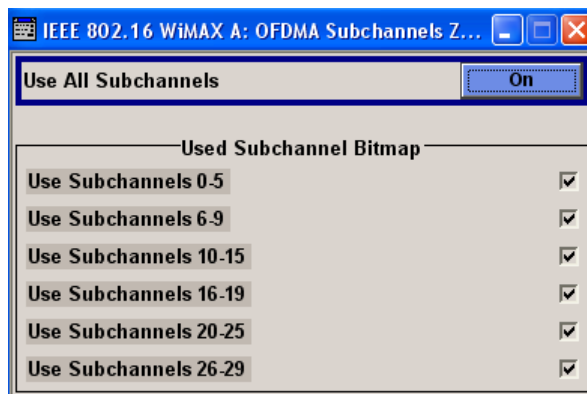 IEEE 802.16 WiMAX A: OFDMA Subchannels Z...
Use All Subchannels On
Used Subchannel Bitmap
Use Subchannels 0-5
Use Subchannels 6-9
Use Subchannels 10-15
Use Subchannels 16-19
Use Subchannels 20-25
Use Subchannels 26-29